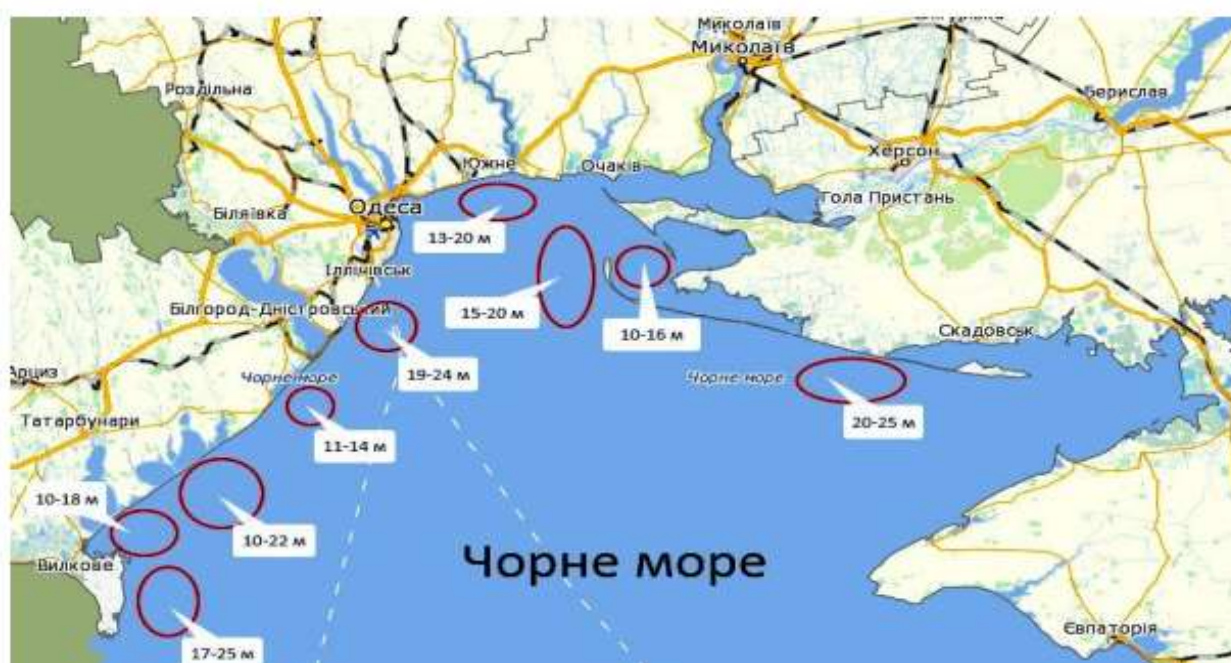 Миколаїв
Миколаїв
Роздільна
Берислав
Херсон
Южне
Очаків
Гола Пристань
Одеса
Біляївка
13-20 м
Іллічівськ
15-20 м
10-16 м
Білгород-Дністровський
Скадовськ
Арциз
Чорне море
19-24 м
Чорне море
20-25 м
Татарбунари
11-14 м
10-18 м
10-22 м
Чорне море
Вилкове
Євпаторія
17-25 м